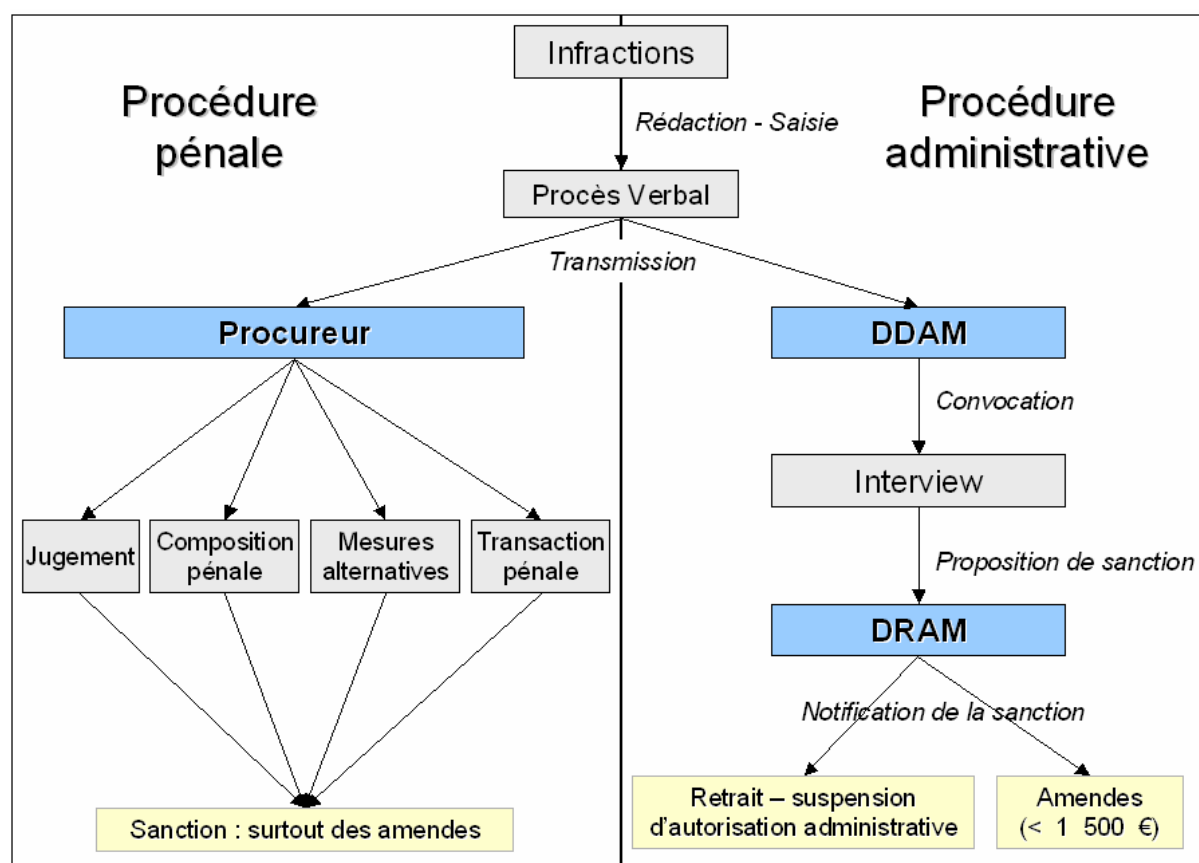 Infractions
Procédure
pénale
Procédure
administrative
Rédaction - Saisie
Procès Verbal
Transmission
Procureur
DDAM
Convocation
Interview
Jugement
Composition
pénale
Mesures
alternatives
Transaction
pénale
Proposition de sanction
DRAM
Notification de la sanction
Sanction : surtout des amendes
Retrait – suspension
d'autorisation administrative
Amendes
(< 1 500 €)